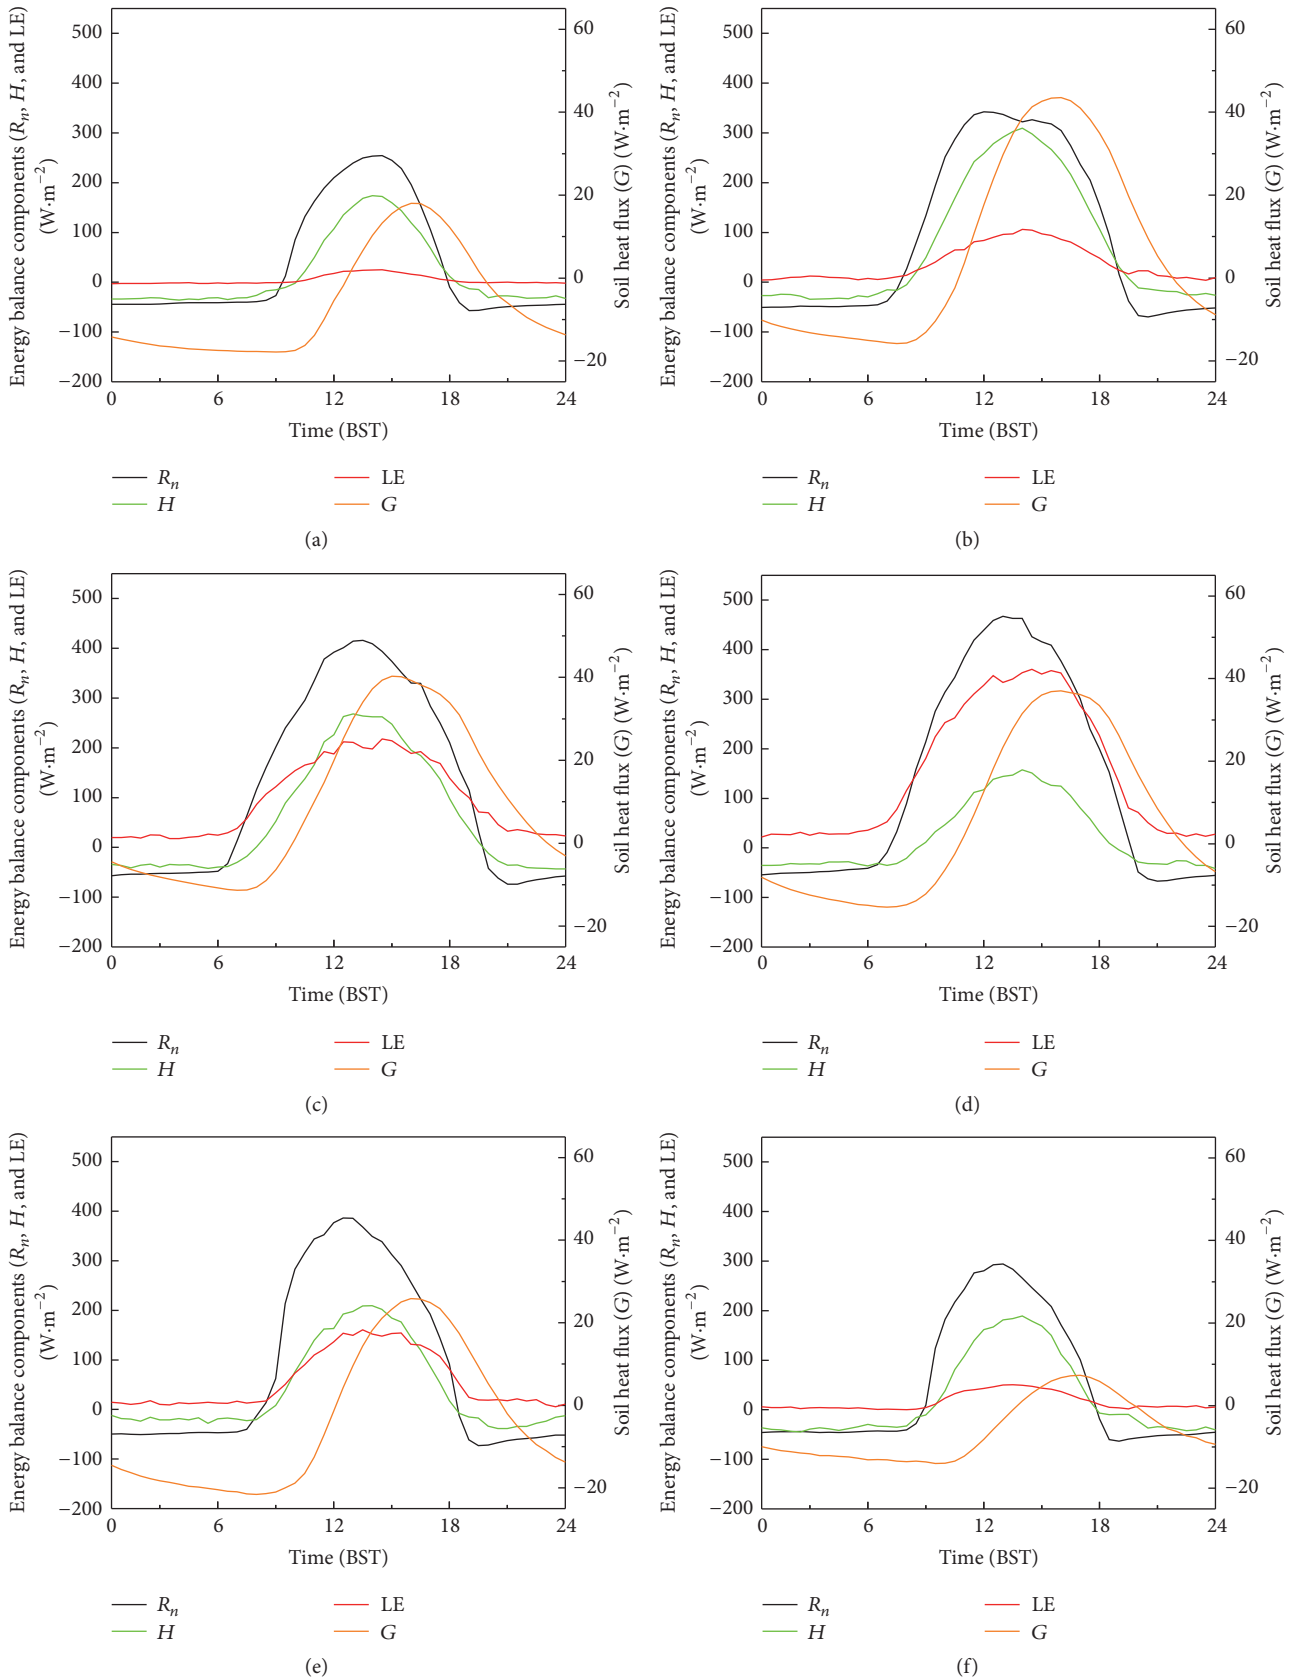 Energy balance components (Rn, H, and LE)
(W·m−2)
500
400
300
200
100
0
−100
−200
60
40
20
0
−20
Soil heat flux (G) (W·m−2)
0 6 12 18 24
Time (BST)
Rn LE
H G
(a)
Energy balance components (Rn, H, and LE)
(W·m−2)
500
400
300
200
100
0
−100
−200
60
40
20
0
−20
Soil heat flux (G) (W·m−2)
0 6 12 18 24
Time (BST)
Rn LE
H G
(b)
Energy balance components (Rn, H, and LE)
(W·m−2)
500
400
300
200
100
0
−100
−200
60
40
20
0
−20
Soil heat flux (G) (W·m−2)
0 6 12 18 24
Time (BST)
Rn LE
H G
(c)
Energy balance components (Rn, H, and LE)
(W·m−2)
500
400
300
200
100
0
−100
−200
60
40
20
0
−20
Soil heat flux (G) (W·m−2)
0 6 12 18 24
Time (BST)
Rn LE
H G
(d)
Energy balance components (Rn, H, and LE)
(W·m−2)
500
400
300
200
100
0
−100
−200
60
40
20
0
−20
Soil heat flux (G) (W·m−2)
0 6 12 18 24
Time (BST)
Rn LE
H G
(e)
Energy balance components (Rn, H, and LE)
(W·m−2)
500
400
300
200
100
0
−100
−200
60
40
20
0
−20
Soil heat flux (G) (W·m−2)
0 6 12 18 24
Time (BST)
Rn LE
H G
(f)